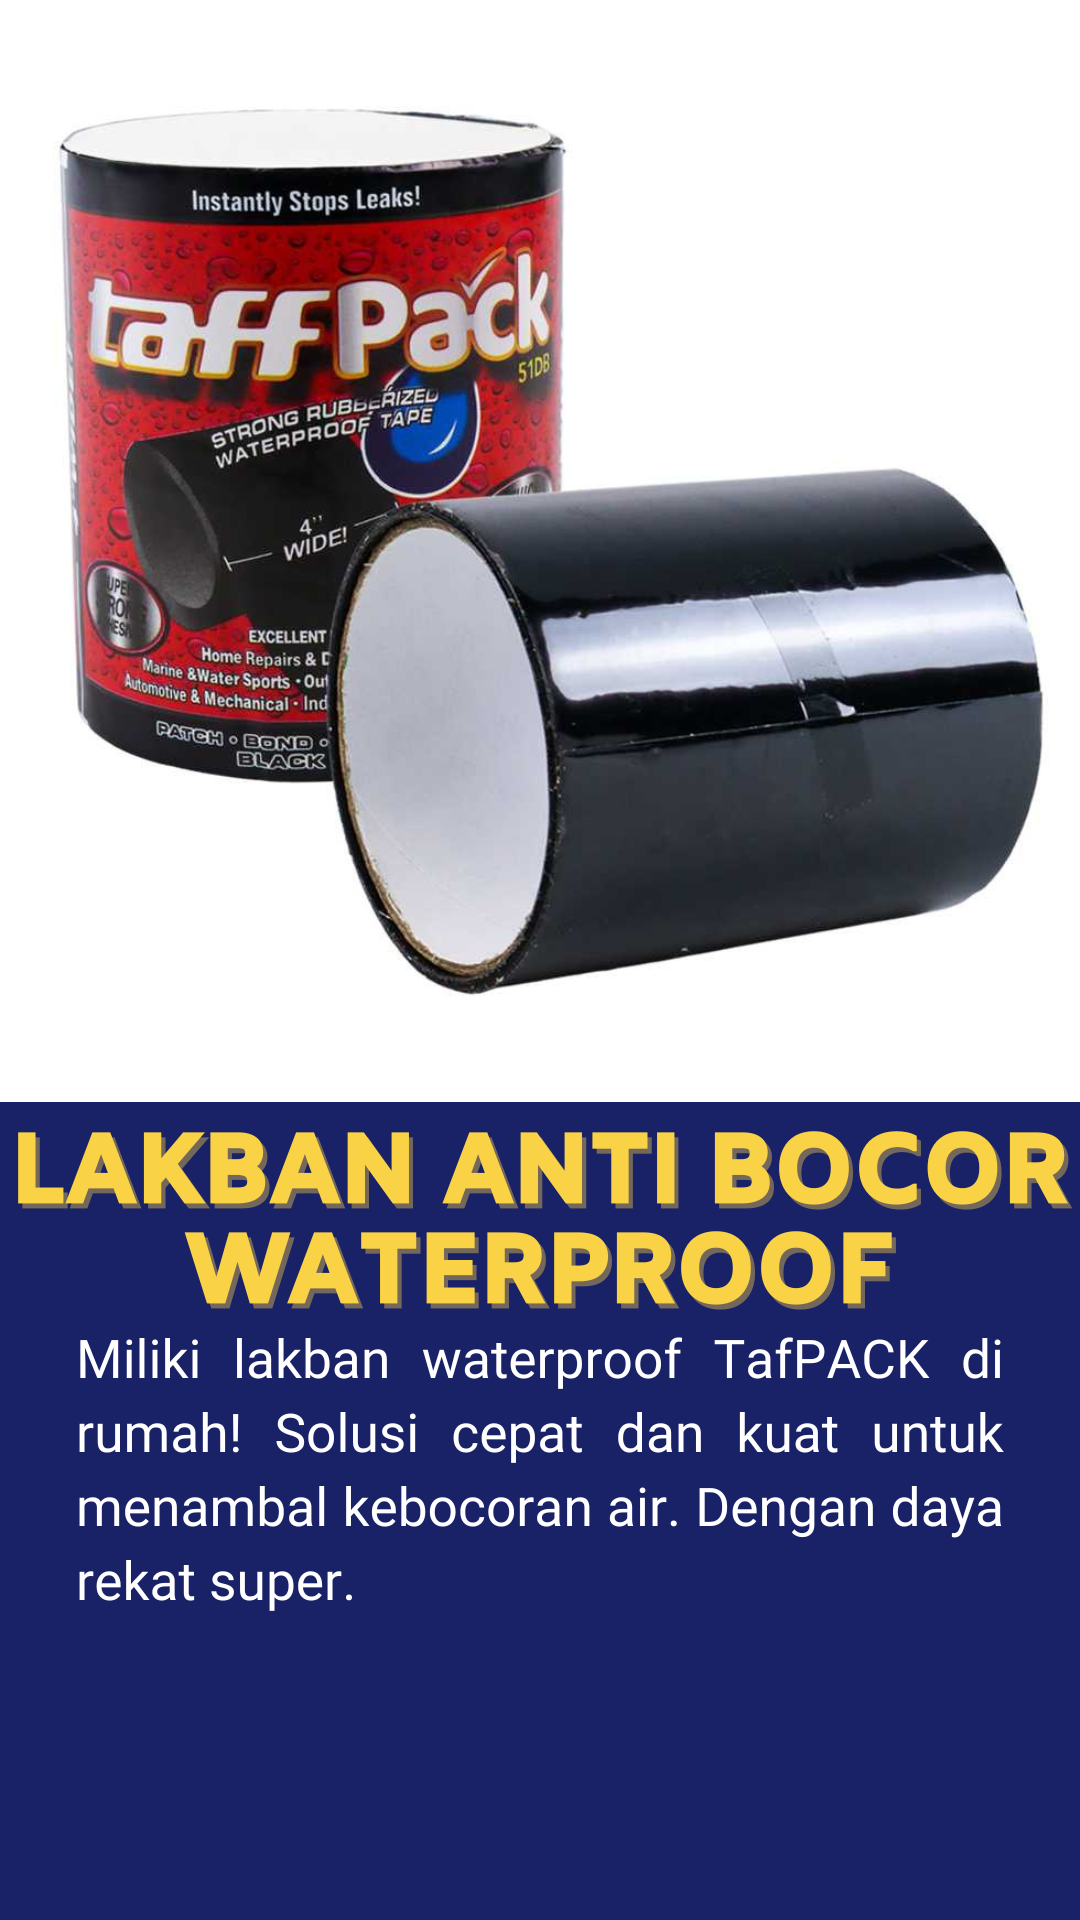 Instantly Stops Leaks!
taffPack
51DB
STRONG RUBBERIZED
WATERPROOF TAPE
4"
WIDE!
EXCELLENT
Home Repairs &
Marine & Water Sports •
Automotive & Mechanical •
PATCH • BOND •
BLACK
LAKBAN ANTI BOCOR
WATERPROOF
Miliki lakban waterproof TafPACK di
rumah! Solusi cepat dan kuat untuk
menambal kebocoran air. Dengan daya
rekat super.